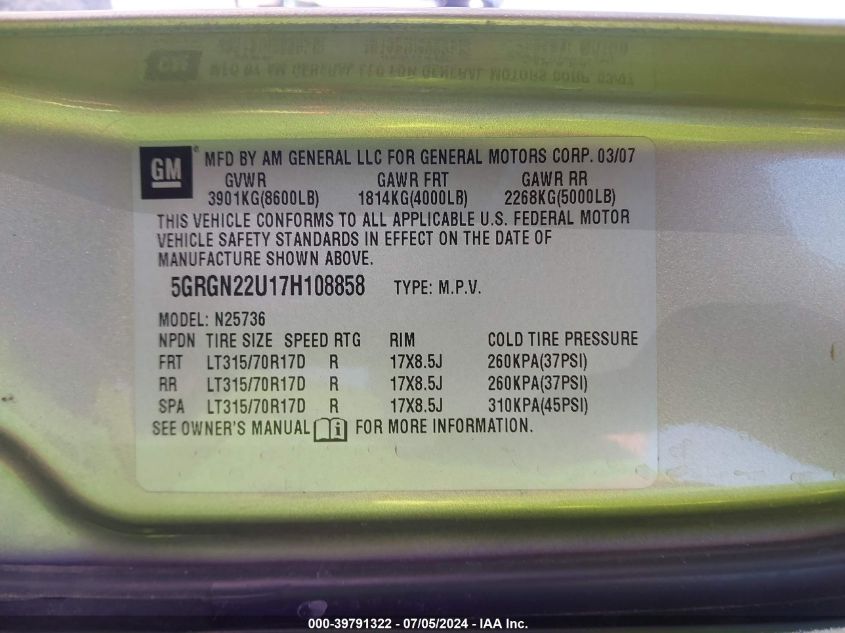 GM ® MFD BY AM GENERAL LLC FOR GENERAL MOTORS CORP. 03/07
GVWR GAWR FRT GAWR RR
3901KG(8600LB) 1814KG(4000LB) 2268KG(5000LB)
THIS VEHICLE CONFORMS TO ALL APPLICABLE U.S. FEDERAL MOTOR
VEHICLE SAFETY STANDARDS IN EFFECT ON THE DATE OF
MANUFACTURE SHOWN ABOVE.
5GRGN22U17H108858 TYPE: M.P.V.
MODEL: N25736
NPDN TIRE SIZE SPEED RTG RIM COLD TIRE PRESSURE
FRT LT315/70R17D R 17X8.5J 260KPA(37PSI)
RR LT315/70R17D R 17X8.5J 260KPA(37PSI)
SPA LT315/70R17D R 17X8.5J 310KPA(45PSI)
SEE OWNER'S MANUAL i FOR MORE INFORMATION.
000-39791322 - 07/05/2024 - IAA Inc.